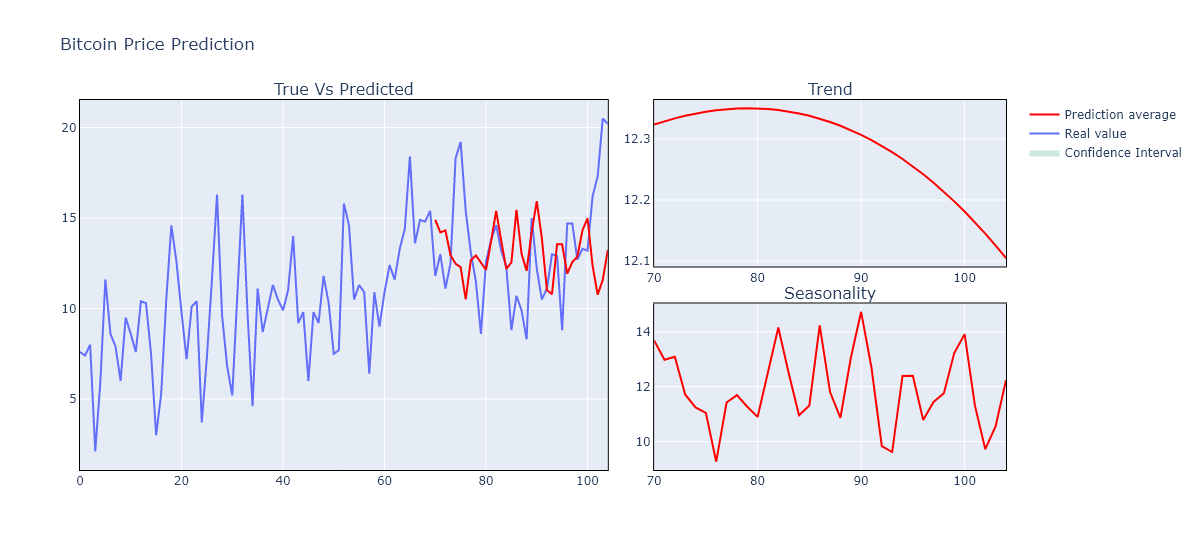 Bitcoin Price Prediction
True Vs Predicted
20
15
10
5
0 20 40 60 80 100
Trend
12.3
12.2
12.1
70 80 90 100
Seasonality
14
12
10
70 80 90 100
Prediction average
Real value
Confidence Interval